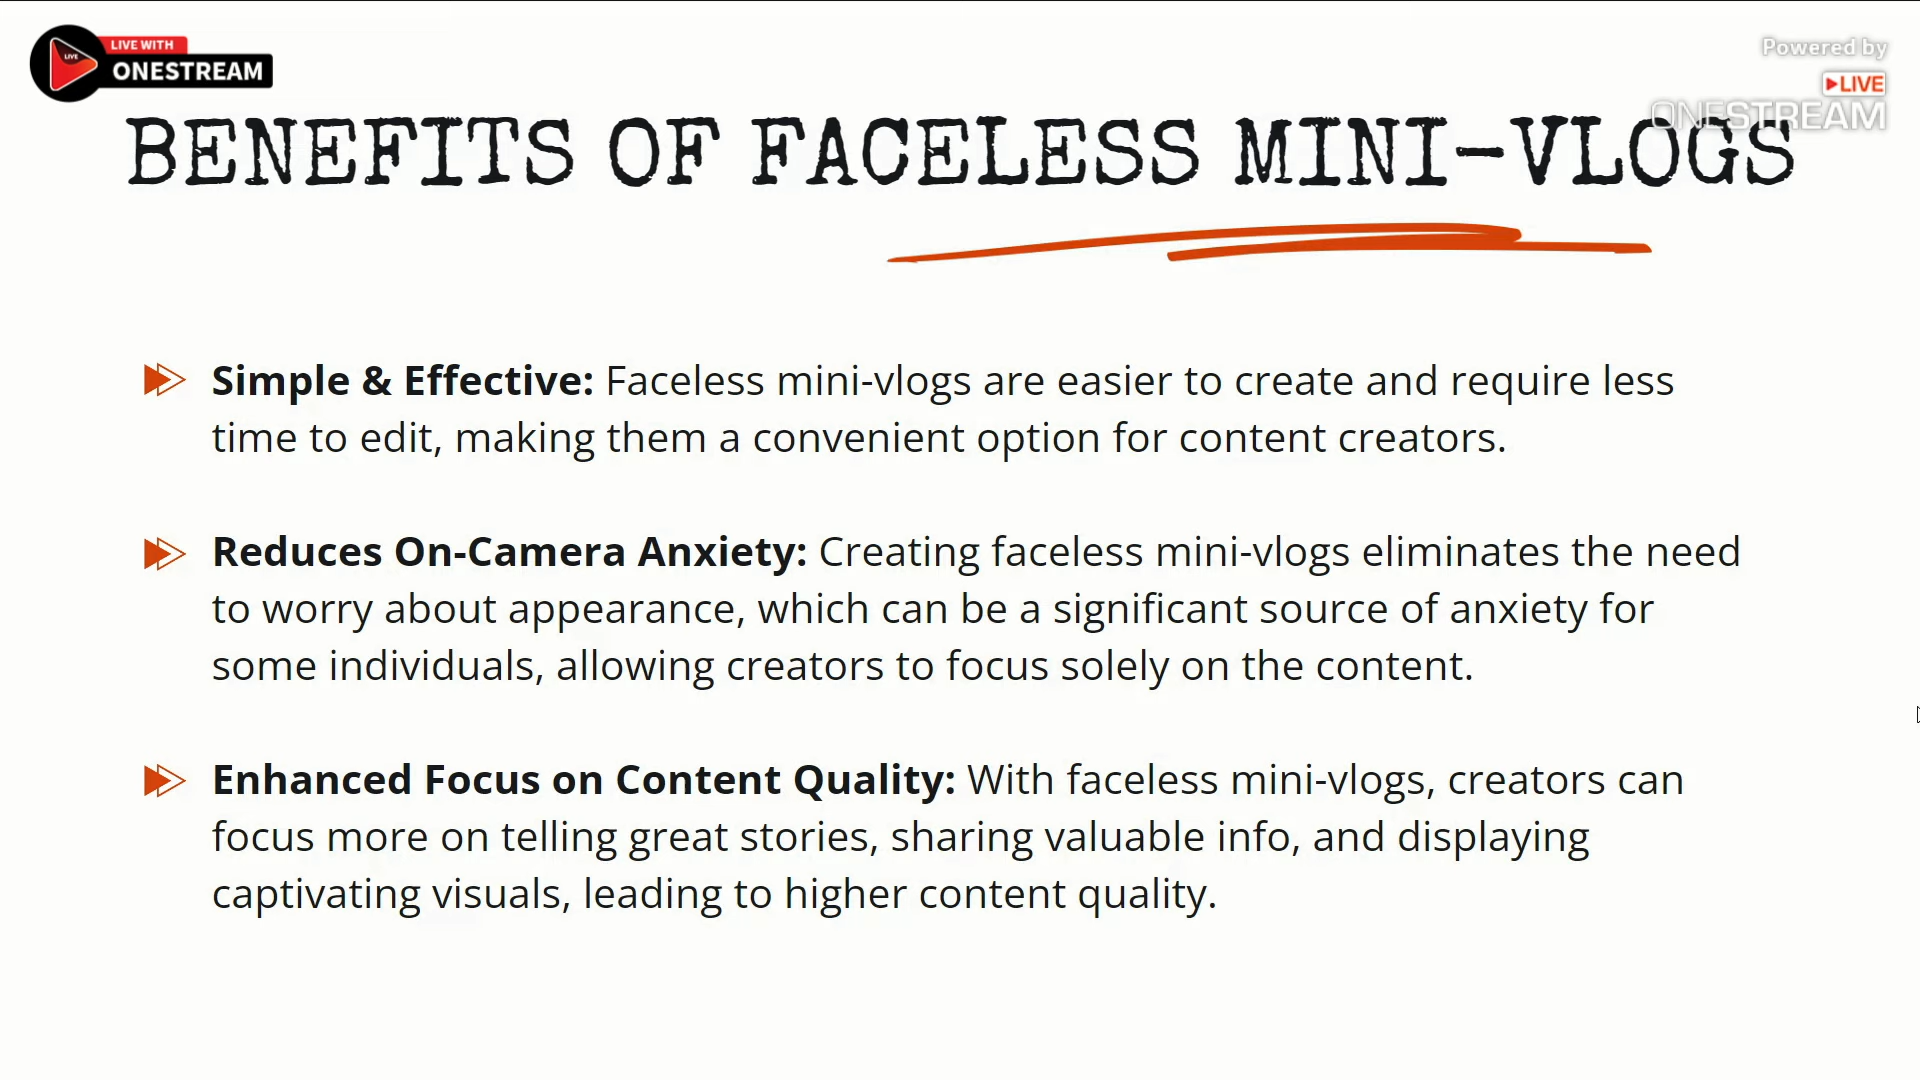 LIVE WITH
LIVE
ONESTREAM
Powered by
LIVE
ONESTREAM
BENEFITS OF FACELESS MINI-VLOGS
Simple & Effective: Faceless mini-vlogs are easier to create and require less
time to edit, making them a convenient option for content creators.
Reduces On-Camera Anxiety: Creating faceless mini-vlogs eliminates the need
to worry about appearance, which can be a significant source of anxiety for
some individuals, allowing creators to focus solely on the content.
Enhanced Focus on Content Quality: With faceless mini-vlogs, creators can
focus more on telling great stories, sharing valuable info, and displaying
captivating visuals, leading to higher content quality.